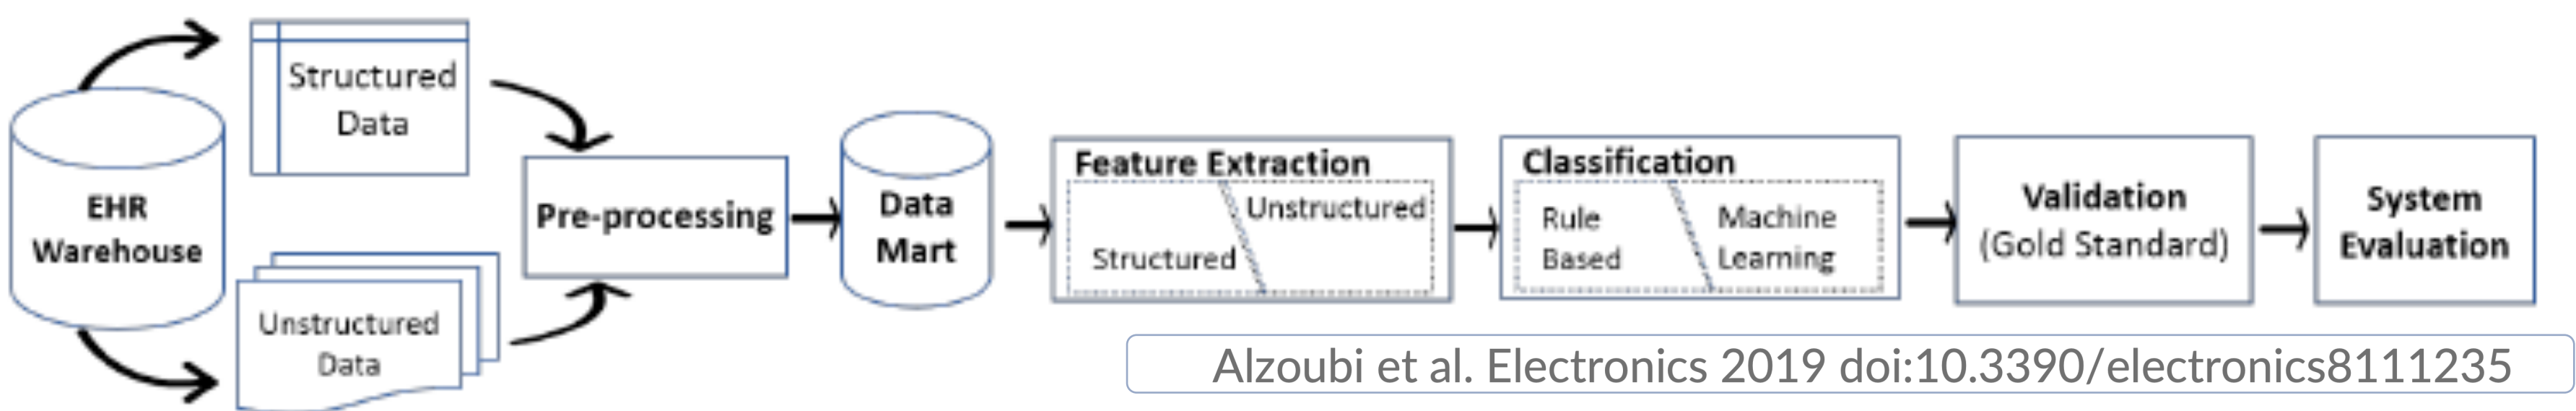 EHR
Warehouse
Structured
Data
Unstructured
Data
Pre-processing
Data
Mart
Feature Extraction
Structured
Unstructured
Classification
Rule
Based
Machine
Learning
Validation
(Gold Standard)
System
Evaluation
Alzoubi et al. Electronics 2019 doi:10.3390/electronics8111235